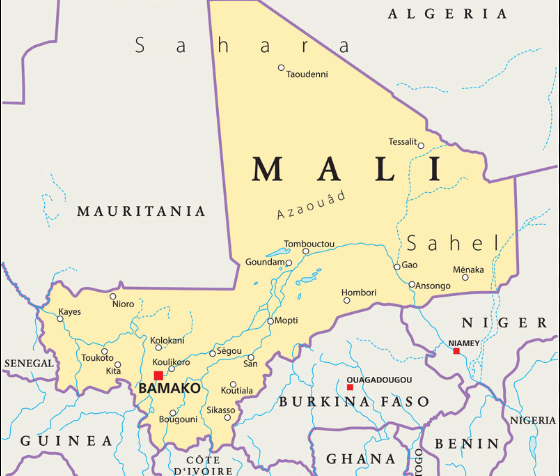 ALGERIA
Sahara
Taoudenni
Tessalit
MALI
Azaouâd
MAURITANIA
Tombouctou
Sahel
Goundam
Gao
Ménaka
Ansongo
Hombori
Nioro
Kayes
Mopti
NIGER
Kolokani
NIAMEY
Ségou
Toukoto
Koulikoro
San
SENEGAL
Kita
BAMAKO
OUAGADOUGOU
Koutiala
BURKINA FASO
Sikasso
Bougouni
NIGERIA
GUINEA
BENIN
CÔTE
D'IVOIRE
GHANA
TOGO